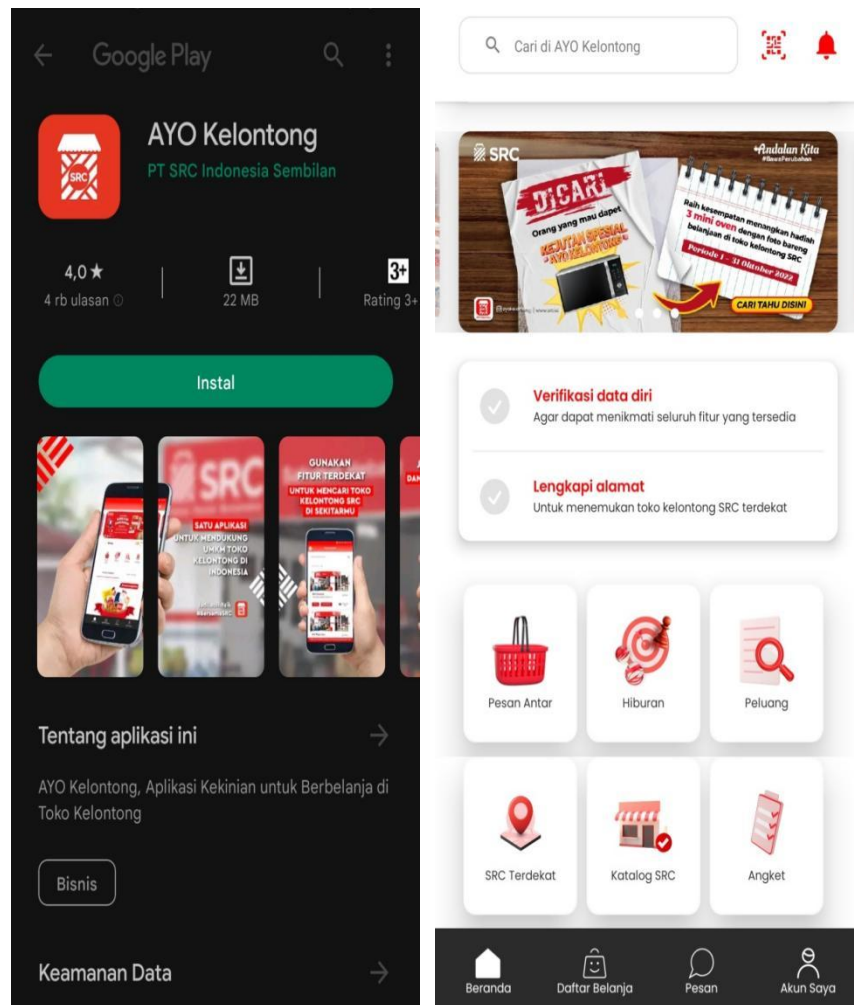 Google Play
AYO Kelontong
PT SRC Indonesia Sembilan
SRC
4,0 ★
4 rb ulasan
22 MB
3+
Rating 3+
Instal
SRC
SATU APLIKASI
UNTUK MENDUKUNG
UMKM TOKO
KELONTONG DI
INDONESIA
GUNAKAN
FITUR TERDEKAT
UNTUK MENCARI TOKO
KELONTONG SRC
DI SEKITARMU
Tentang aplikasi ini
AYO Kelontong, Aplikasi Kekinian untuk Berbelanja di
Toko Kelontong
Bisnis
Keamanan Data
Cari di AYO Kelontong
SRC
Andalan Kita
#BawaPerubahan
DICARI
Orang yang mau dapet
KEJUTAN SPESIAL
AYO KELONTONG
Raih kesempatan menangkan hadiah
3 mini oven dengan foto bareng
belanjaan di toko kelontong SRC
Periode 1 - 31 Oktober 2022
CARI TAHU DISINI
Verifikasi data diri
Agar dapat menikmati seluruh fitur yang tersedia
Lengkapi alamat
Untuk menemukan toko kelontong SRC terdekat
Pesan Antar
Hiburan
Peluang
SRC Terdekat
Katalog SRC
Angket
Beranda
Daftar Belanja
Pesan
Akun Saya